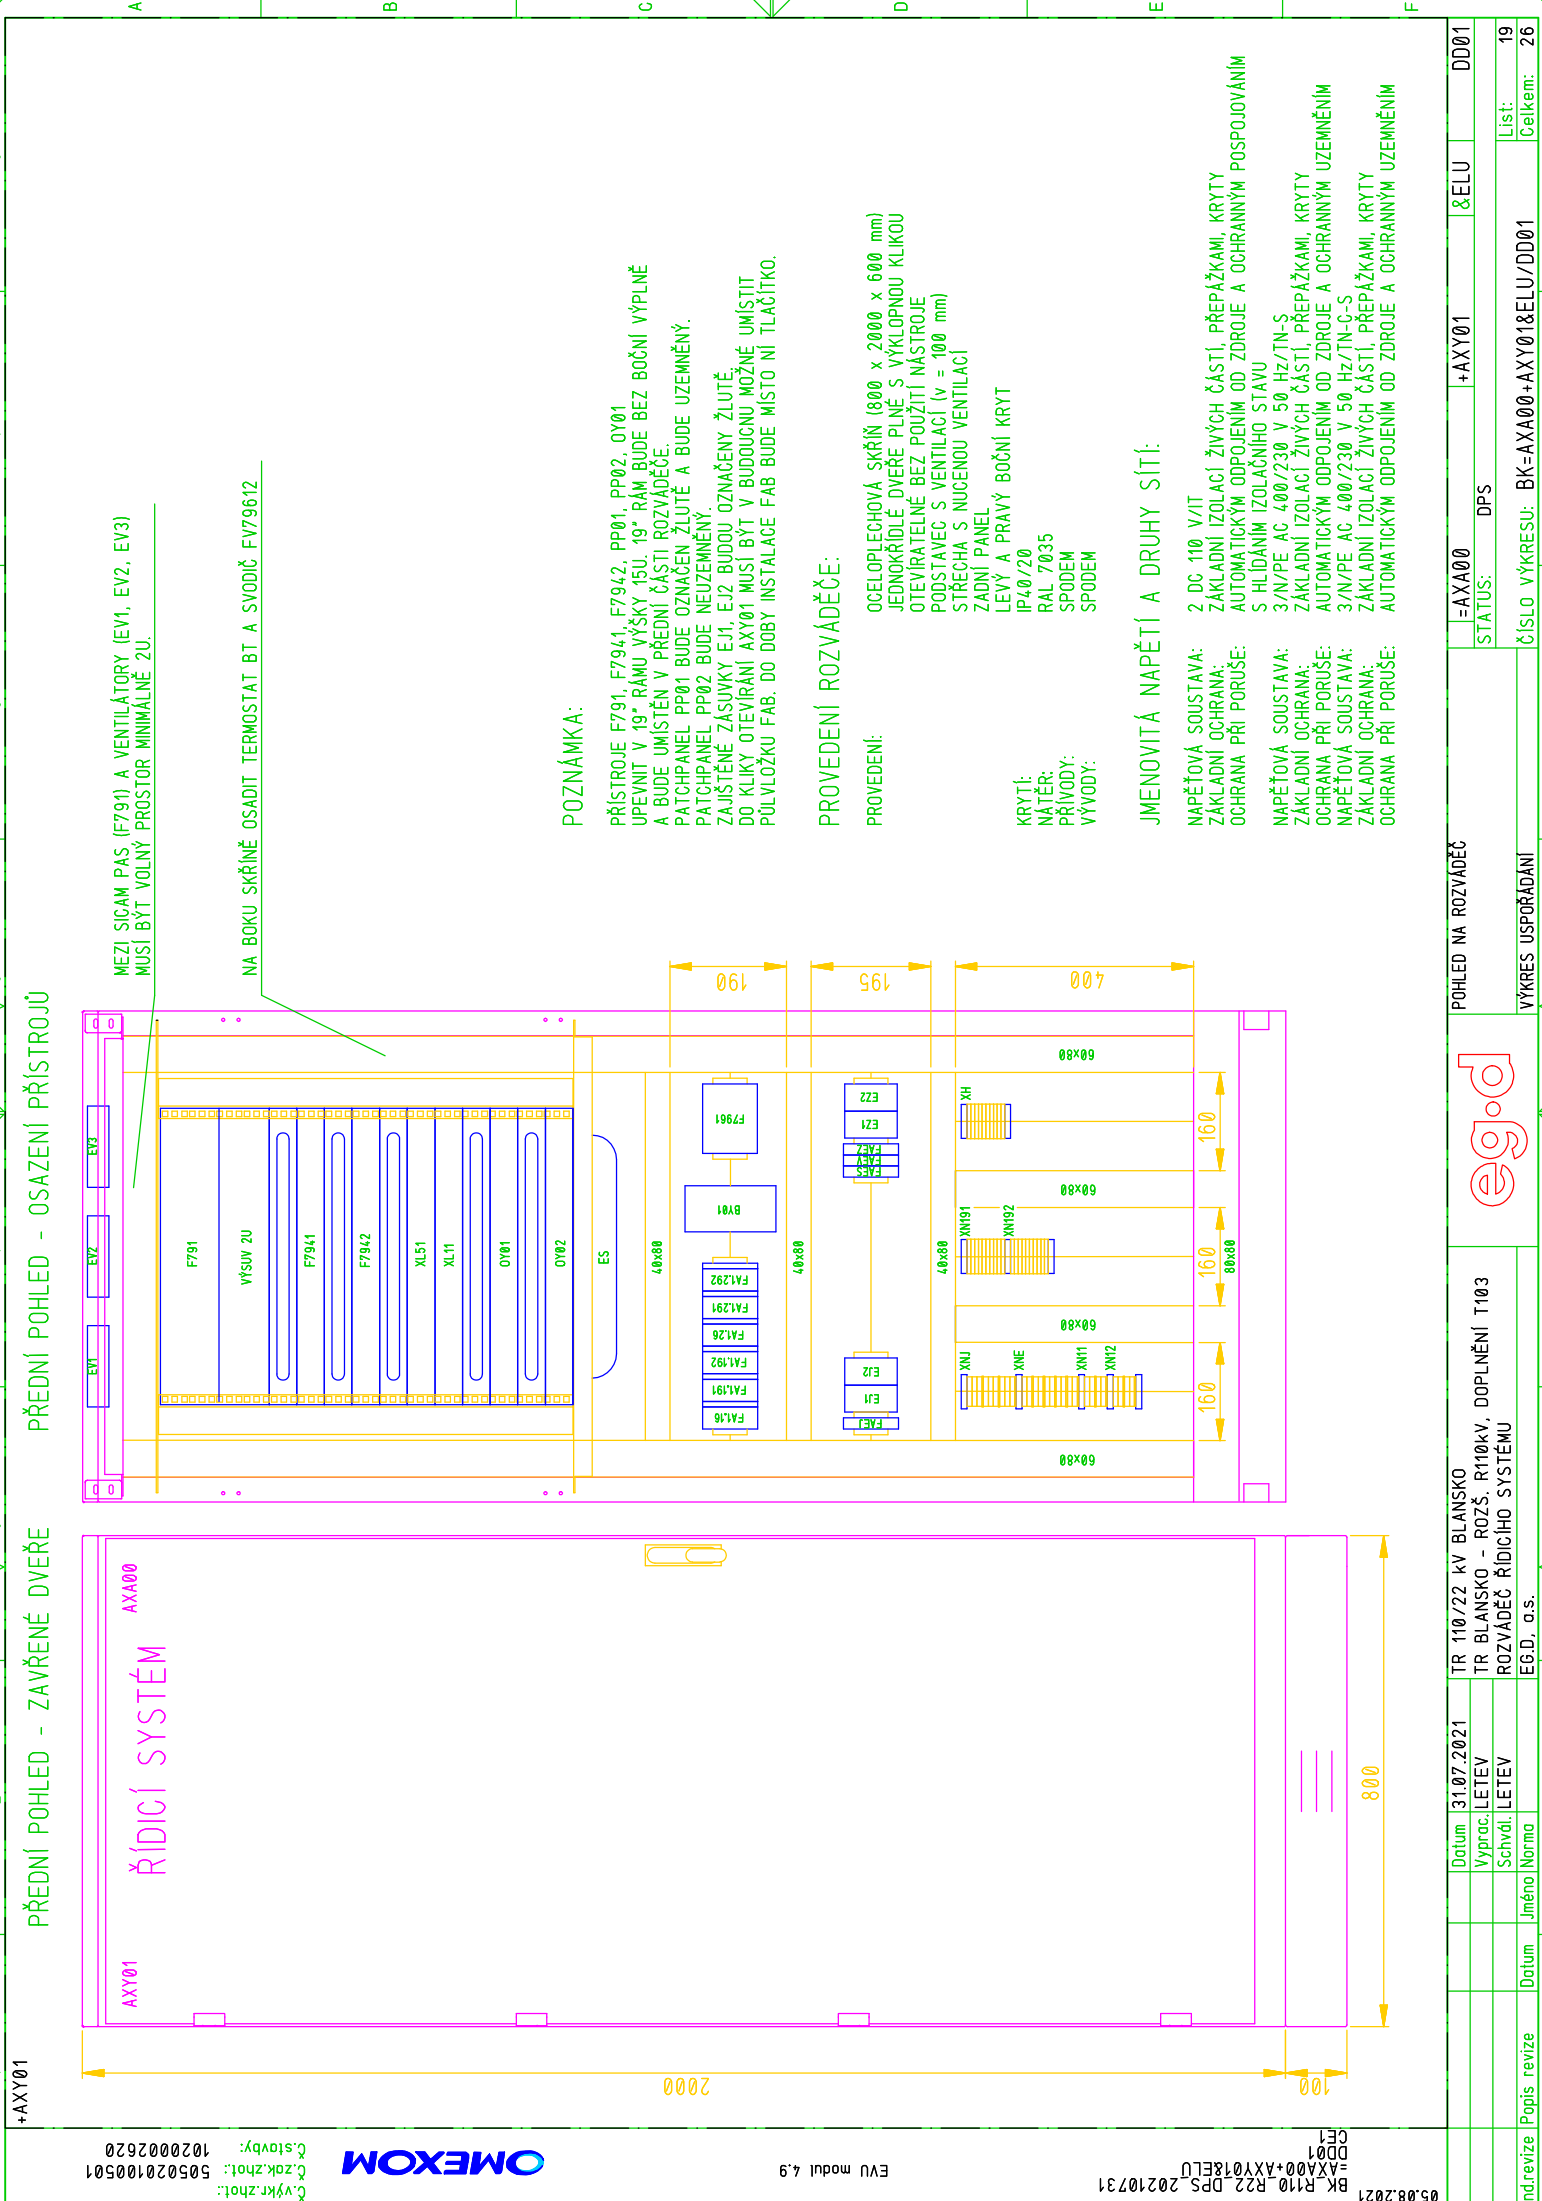 +AXY01
PŘEDNÍ POHLED - ZAVŘENÉ DVEŘE
PŘEDNÍ POHLED - OSAZENÍ PŘÍSTROJŮ
A
B
C
D
E
F
AXY01
AXA00
ŘÍDICÍ SYSTÉM
2000
100
800
EV1
EV2
EV3
F791
VÝSUV 2U
F7941
F7942
XL51
XL11
OY01
OY02
ES
40x80
FA1.16
FA1.191
FA1.192
FA1.26
FA1.291
FA1.292
BY01
F7961
190
40x80
FAEJ
EJ1
EJ2
FAES
FAEV
FAEZ
EZ1
EZ2
195
40x80
XNJ
XNE
XN11
XN12
XN191
XN192
XH
400
60x80
60x80
60x80
60x80
160
160
160
80x80
MEZI SICAM PAS (F791) A VENTILÁTORY (EV1, EV2, EV3)
MUSÍ BÝT VOLNÝ PROSTOR MINIMÁLNĚ 2U.
NA BOKU SKŘÍNĚ OSADIT TERMOSTAT BT A SVODIČ FV79612
POZNÁMKA:
PŘÍSTROJE F791, F7941, F7942, PP01, PP02, OY01
UPEVNIT V 19" RÁMU VÝŠKY 15U. 19" RÁM BUDE BEZ BOČNÍ VÝPLNĚ
A BUDE UMÍSTĚN V PŘEDNÍ ČÁSTI ROZVÁDĚČE.
PATCHPANEL PP01 BUDE OZNAČEN ŽLUTĚ A BUDE UZEMNĚNÝ.
PATCHPANEL PP02 BUDE NEUZEMNĚNÝ.
ZAJIŠTĚNÉ ZÁSUVKY EJ1, EJ2 BUDOU OZNAČENY ŽLUTĚ.
DO KLIKY OTEVÍRÁNÍ AXY01 MUSÍ BÝT V BUDOUCNU MOŽNÉ UMÍSTIT
PŮLVLOŽKU FAB. DO DOBY INSTALACE FAB BUDE MÍSTO NÍ TLAČÍTKO.
PROVEDENÍ ROZVÁDĚČE:
PROVEDENÍ: OCELOPLECHOVÁ SKŘÍŇ (800 x 2000 x 600 mm)
JEDNOKŘÍDLÉ DVEŘE PLNÉ S VÝKLOPNOU KLIKOU
OTEVÍRATELNÉ BEZ POUŽITÍ NÁSTROJE
PODSTAVEC S VENTILACÍ (v = 100 mm)
STŘECHA S NUCENOU VENTILACÍ
ZADNÍ PANEL
LEVÝ A PRAVÝ BOČNÍ KRYT
KRYTÍ: IP40/20
NÁTĚR: RAL 7035
PŘÍVODY: SPODEM
VÝVODY: SPODEM
JMENOVITÁ NAPĚTÍ A DRUHY SÍTÍ:
NAPĚŤOVÁ SOUSTAVA: 2 DC 110 V/IT
ZÁKLADNÍ OCHRANA: ZÁKLADNÍ IZOLACÍ ŽIVÝCH ČÁSTÍ, PŘEPÁŽKAMI, KRYTY
OCHRANA PŘI PORUŠE: AUTOMATICKÝM ODPOJENÍM OD ZDROJE A OCHRANNÝM POSPOJOVÁNÍM
S HLÍDÁNÍM IZOLAČNÍHO STAVU
NAPĚŤOVÁ SOUSTAVA: 3/N/PE AC 400/230 V 50 Hz/TN-S
ZÁKLADNÍ OCHRANA: ZÁKLADNÍ IZOLACÍ ŽIVÝCH ČÁSTÍ, PŘEPÁŽKAMI, KRYTY
OCHRANA PŘI PORUŠE: AUTOMATICKÝM ODPOJENÍM OD ZDROJE A OCHRANNÝM UZEMNĚNÍM
NAPĚŤOVÁ SOUSTAVA: 3/N/PE AC 400/230 V 50 Hz/TN-C-S
ZÁKLADNÍ OCHRANA: ZÁKLADNÍ IZOLACÍ ŽIVÝCH ČÁSTÍ, PŘEPÁŽKAMI, KRYTY
OCHRANA PŘI PORUŠE: AUTOMATICKÝM ODPOJENÍM OD ZDROJE A OCHRANNÝM UZEMNĚNÍM
Č.výkr.zhot.:
Č.zak.zhot.: 505020100501
Č.stavby: 1020002620
OMEXOM
EVU modul 4.9
05.08.2021
BK_R110_R22_DPS_20210731
=AXA00+AXY01&ELU
DD01
CE1
nd.revize Popis revize Datum Jméno Norma
Datum 31.07.2021
Vyprac. LETEV
Schvál. LETEV
TR 110/22 kV BLANSKO
TR BLANSKO - ROZŠ. R110kV, DOPLNĚNÍ T103
ROZVÁDĚČ ŘÍDICÍHO SYSTÉMU
EG.D, a.s.
eg·d
POHLED NA ROZVÁDĚČ
VÝKRES USPOŘÁDÁNÍ
=AXA00 +AXY01 &ELU DD01
STATUS: DPS
ČÍSLO VÝKRESU: BK=AXA00+AXY01&ELU/DD01
List: 19
Celkem: 26